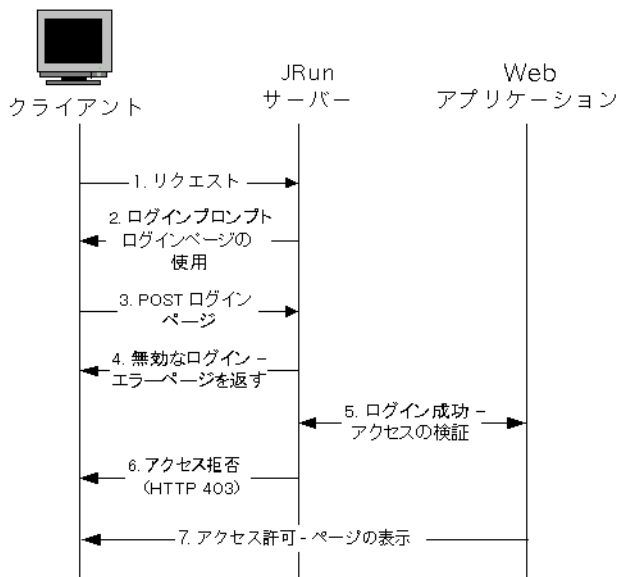 クライアント
JRun
サーバー
Web
アプリケーション
1. リクエスト
2. ログインプロンプト
ログインページの
使用
3. POST ログイン
ページ
4. 無効なログイン −
エラーページを返す
5. ログイン成功 −
アクセスの検証
6. アクセス拒否
(HTTP 403)
7. アクセス許可 - ページの表示